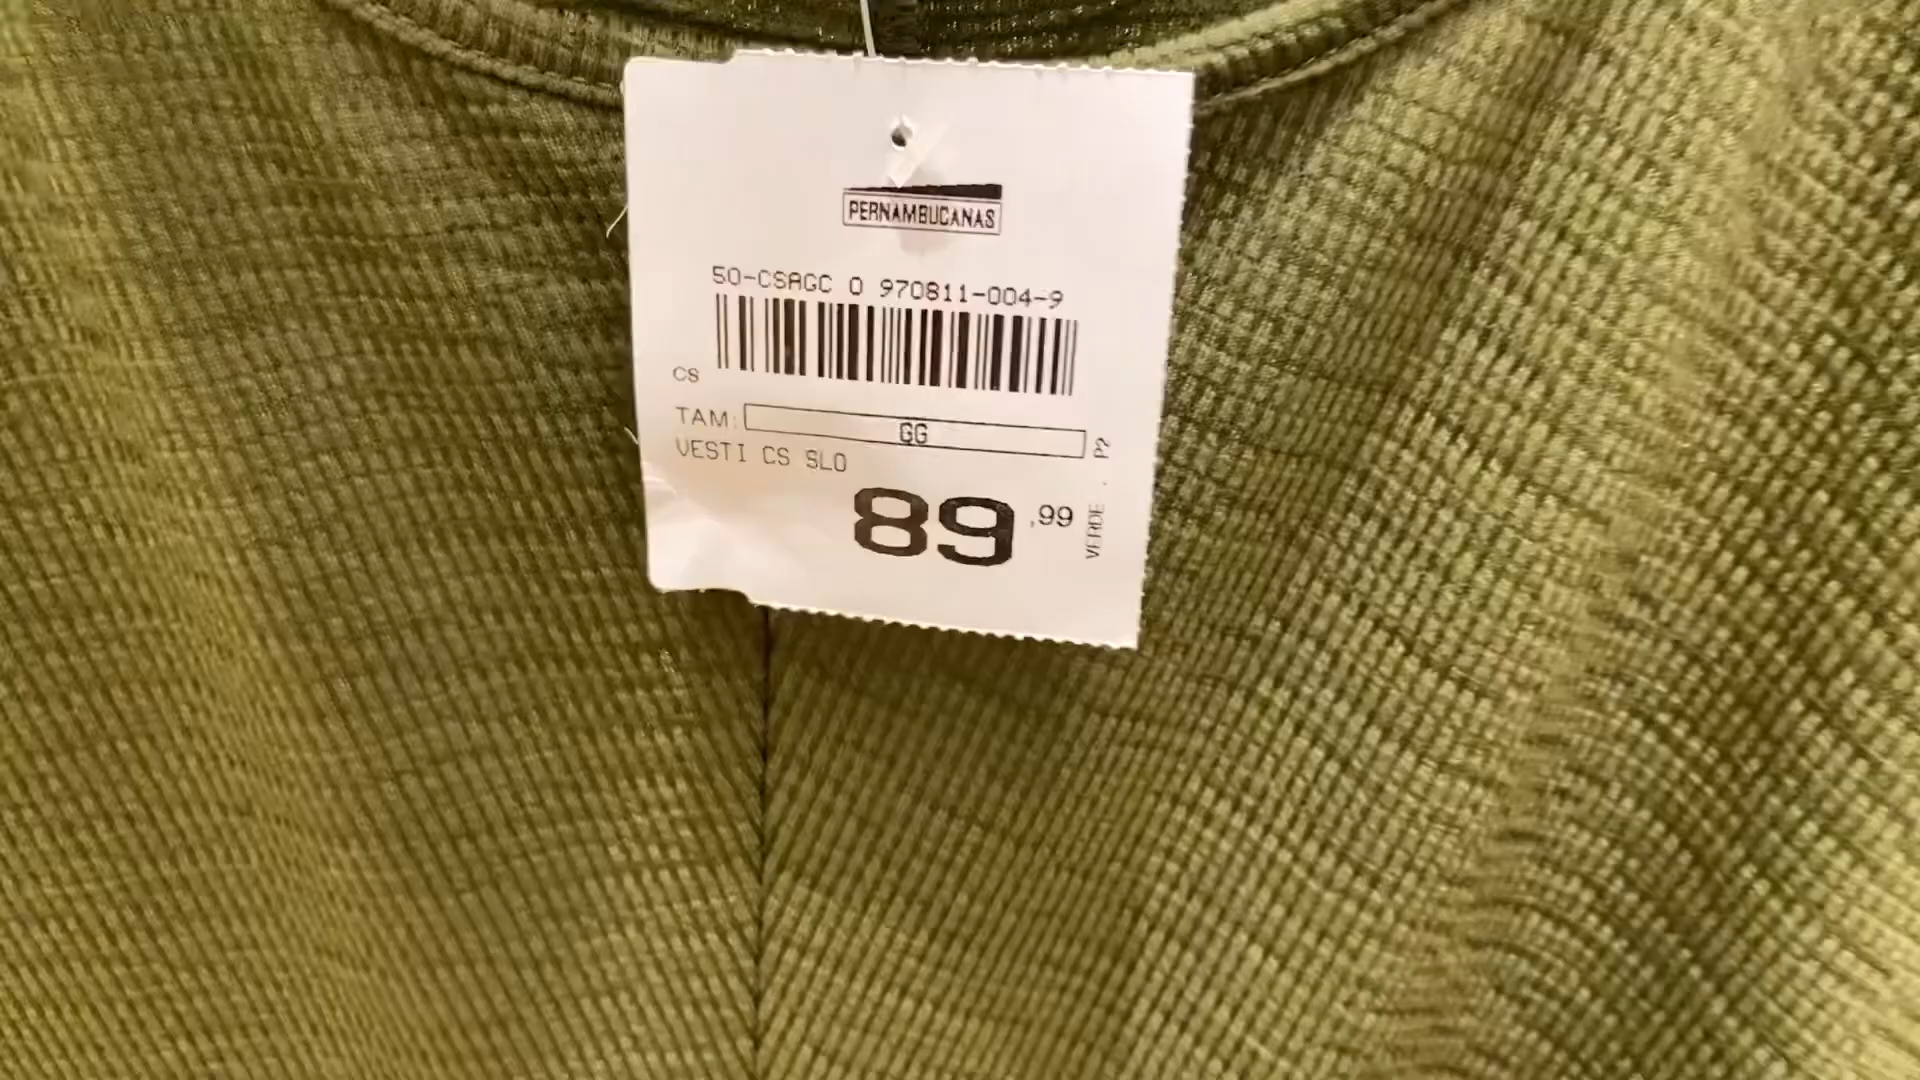 PERNAMBUCANAS
50-CSAGC 0 970811-004-9
CS
TAM: GG P2
VESTI CS SLO
89,99
VERDE .